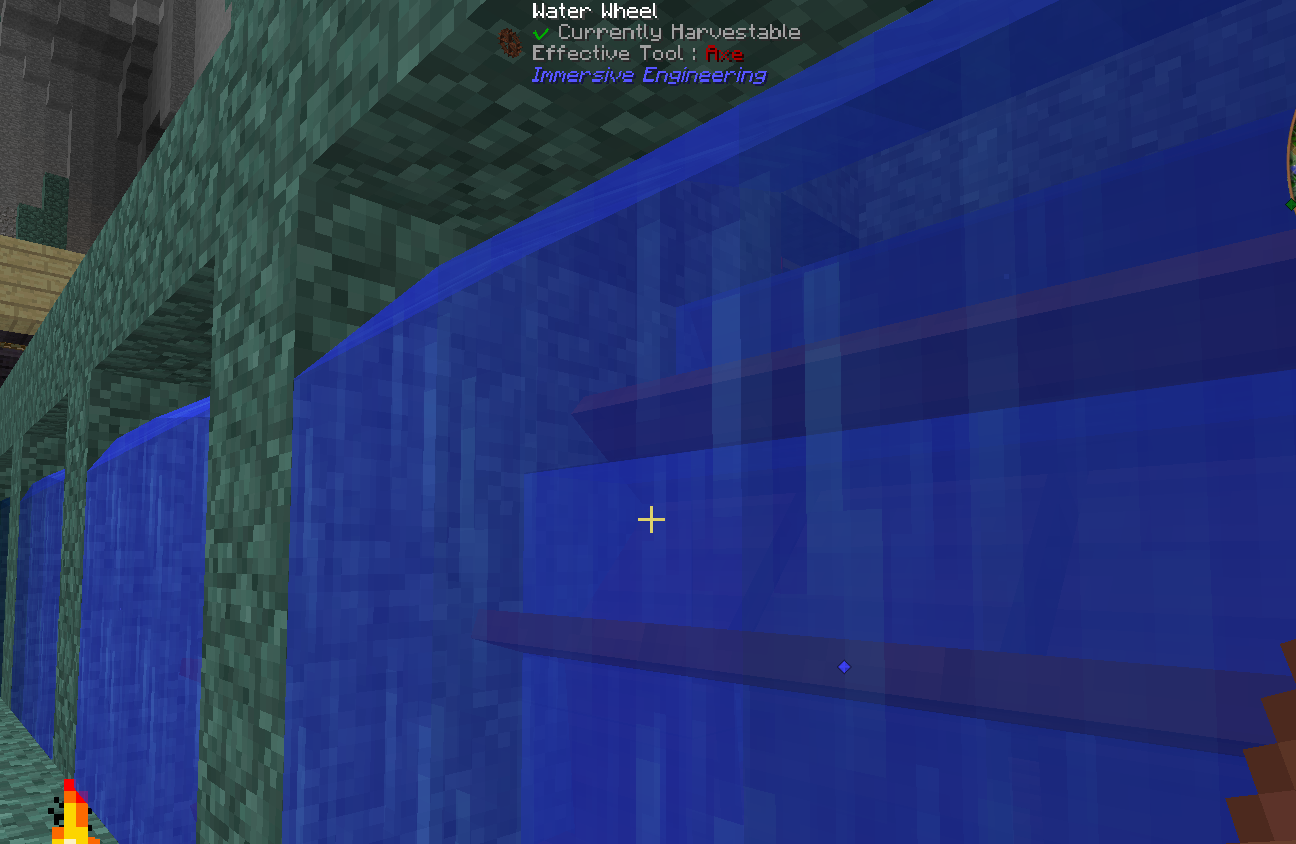 Water Wheel
✓ Currently Harvestable
Effective Tool : Axe
Immersive Engineering